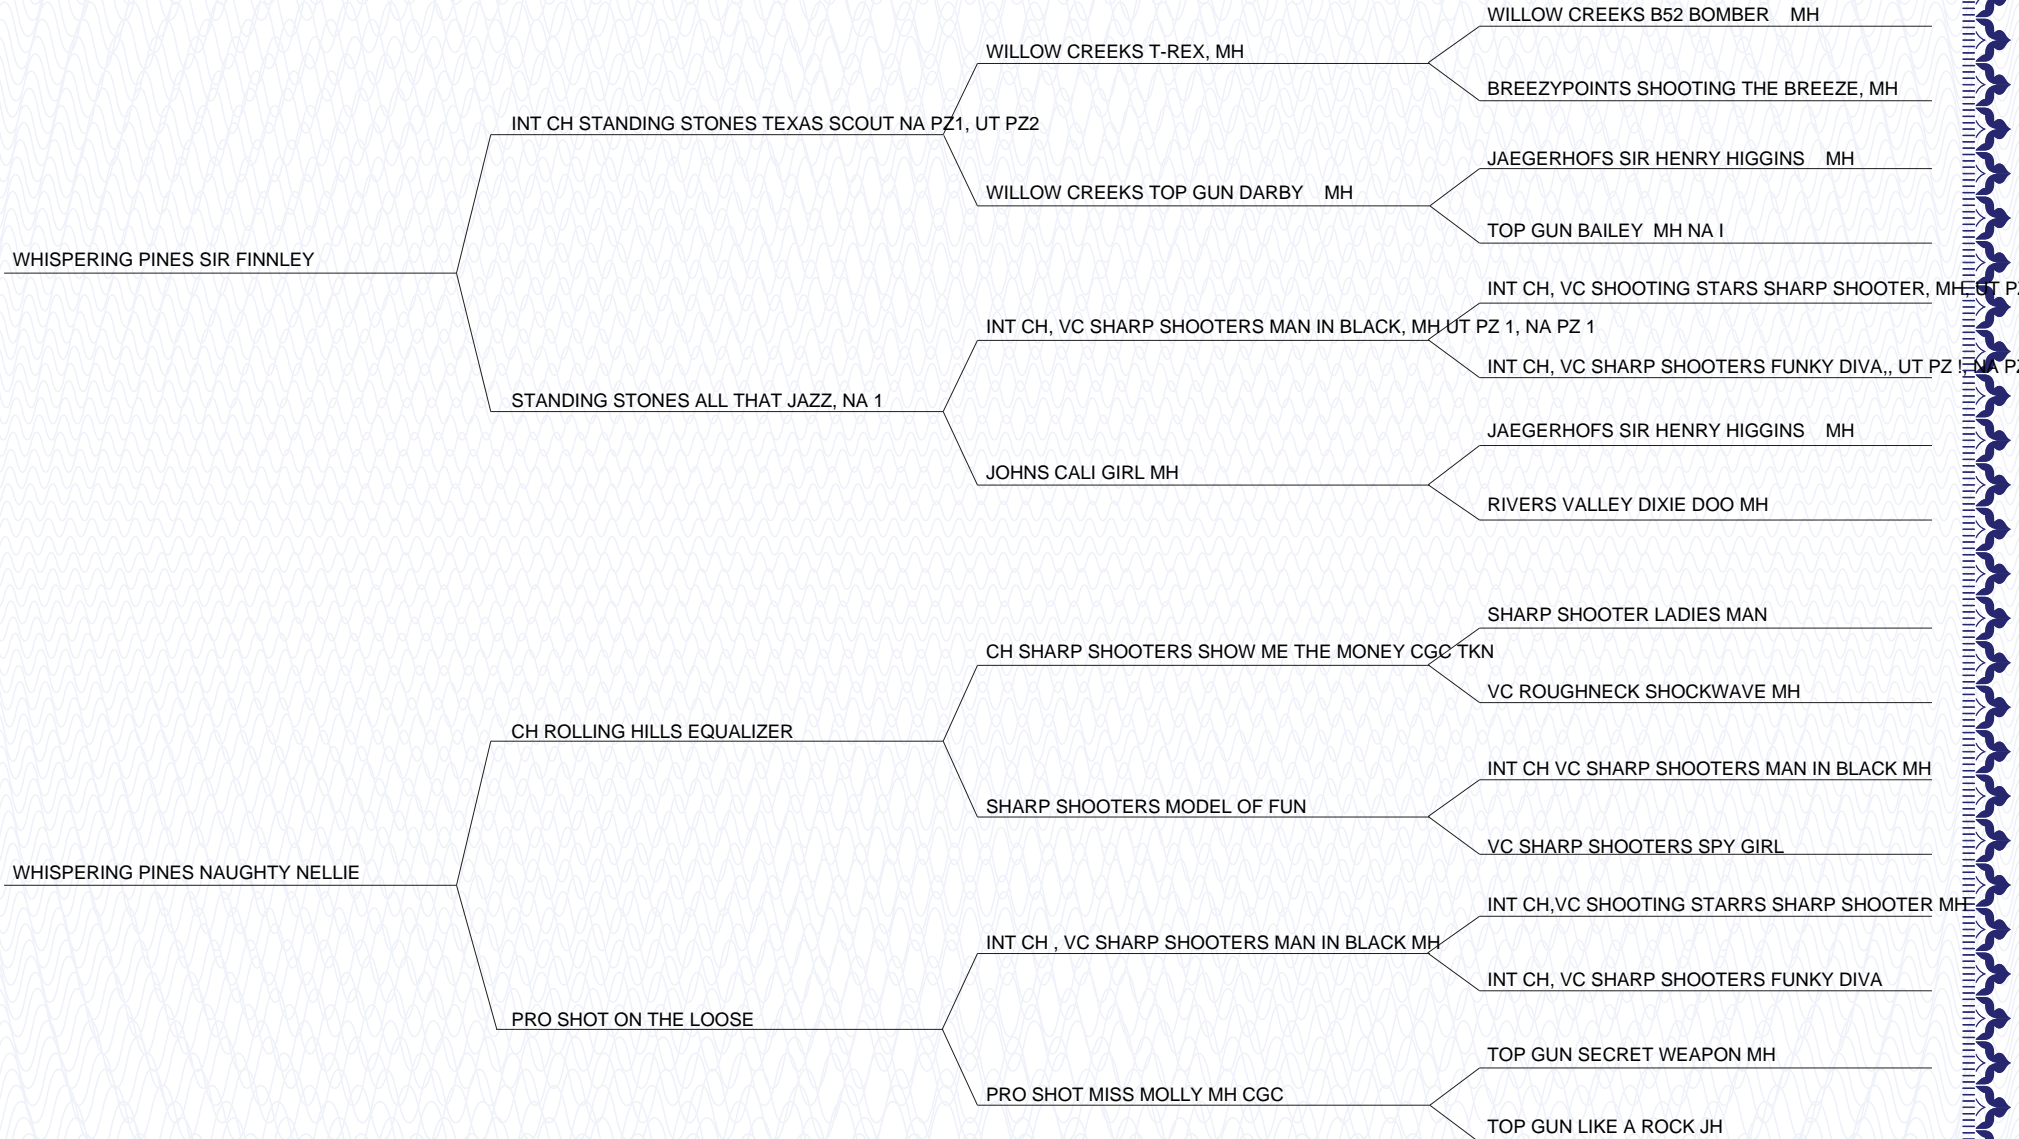 WILLOW CREEKS B52 BOMBER MH
WILLOW CREEKS T-REX, MH
BREEZYPOINTS SHOOTING THE BREEZE, MH
INT CH STANDING STONES TEXAS SCOUT NA PZ1, UT PZ2
JAEGERHOFS SIR HENRY HIGGINS MH
WILLOW CREEKS TOP GUN DARBY MH
TOP GUN BAILEY MH NA I
WHISPERING PINES SIR FINNLEY
INT CH, VC SHOOTING STARS SHARP SHOOTER, MH, UT PZ
INT CH, VC SHARP SHOOTERS MAN IN BLACK, MH UT PZ 1, NA PZ 1
INT CH, VC SHARP SHOOTERS FUNKY DIVA,, UT PZ !, NA PZ
STANDING STONES ALL THAT JAZZ, NA 1
JAEGERHOFS SIR HENRY HIGGINS MH
JOHNS CALI GIRL MH
RIVERS VALLEY DIXIE DOO MH
SHARP SHOOTER LADIES MAN
CH SHARP SHOOTERS SHOW ME THE MONEY CGC TKN
VC ROUGHNECK SHOCKWAVE MH
CH ROLLING HILLS EQUALIZER
INT CH VC SHARP SHOOTERS MAN IN BLACK MH
SHARP SHOOTERS MODEL OF FUN
VC SHARP SHOOTERS SPY GIRL
WHISPERING PINES NAUGHTY NELLIE
INT CH,VC SHOOTING STARRS SHARP SHOOTER MH
INT CH , VC SHARP SHOOTERS MAN IN BLACK MH
INT CH, VC SHARP SHOOTERS FUNKY DIVA
PRO SHOT ON THE LOOSE
TOP GUN SECRET WEAPON MH
PRO SHOT MISS MOLLY MH CGC
TOP GUN LIKE A ROCK JH